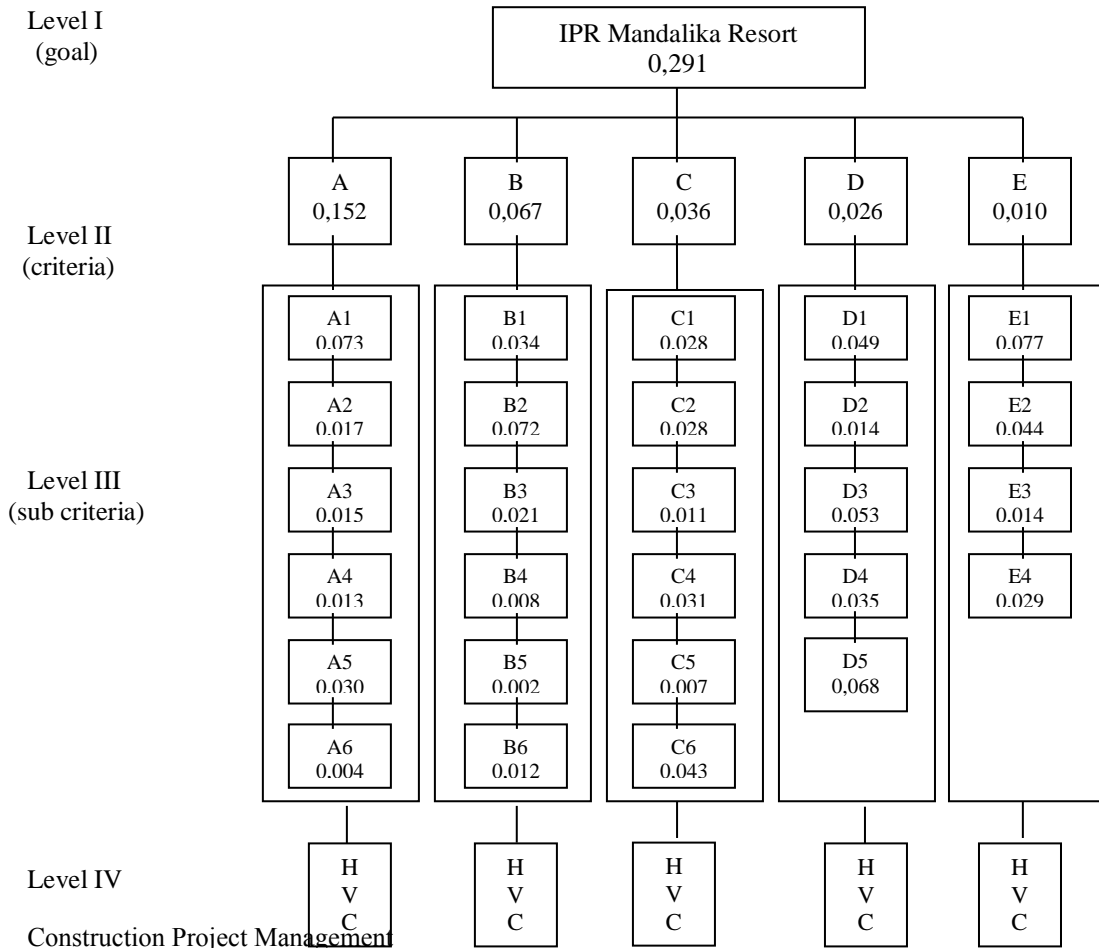 Level I
(goal)
IPR Mandalika Resort
0,291
A
0,152
B
0,067
C
0,036
D
0,026
E
0,010
Level II
(criteria)
A1
0.073
A2
0.017
A3
0.015
A4
0.013
A5
0.030
A6
0.004
B1
0.034
B2
0.072
B3
0.021
B4
0.008
B5
0.002
B6
0.012
C1
0.028
C2
0.028
C3
0.011
C4
0.031
C5
0.007
C6
0.043
D1
0.049
D2
0.014
D3
0.053
D4
0.035
D5
0,068
E1
0.077
E2
0.044
E3
0.014
E4
0.029
Level III
(sub criteria)
H
V
C
H
V
C
H
V
C
H
V
C
H
V
C
Level IV
Construction Project Management